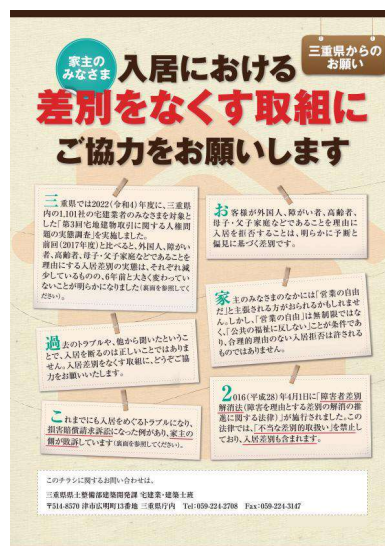 三重県からの
お願い
家主の
みなさま
入居における
差別をなくす取組に
ご協力をお願いします
三重県では2022(令和4)年度に、三重県
内の1,101社の宅建業者のみなさまを対象と
した「第3回宅地建物取引に関する人権問
題の実態調査」を実施しました。
前回(2017年度)と比べると、外国人、障がい
者、高齢者、母子・父子家庭などであることを
理由にする入居差別の実態は、それぞれ減
少しているものの、6年前と大きく変わってい
ないことが明らかになりました(裏面を参照してく
ださい)。
過去のトラブルや、他から聞いたというこ
とで、入居を断るのは正しいことではありま
せん。入居差別をなくす取組に、どうぞご協
力をお願いいたします。
これまでにも入居をめぐるトラブルになり、
損害賠償請求訴訟になった例があり、家主の
側が敗訴しています(裏面を参照してください)。
お客様が外国人、障がい者、高齢者、
母子・父子家庭などであることを理由に
入居を拒否することは、明らかに予断と
偏見に基づく差別です。
家主のみなさまのなかには「営業の自由
だ」と主張される方がおられるかもしれませ
ん。しかし、「営業の自由」は無制限ではな
く、「公共の福祉に反しない」ことが条件であ
り、合理的理由のない入居拒否は許される
ものではありません。
2016(平成28)年4月1日に「障害者差別
解消法(障害を理由とする差別の解消の推
進に関する法律)」が施行されました。この
法律では、「不当な差別的取扱い」を禁止し
ており、入居差別も含まれます。
このチラシに関するお問い合わせは、
三重県県土整備部建築開発課 宅建業・建築士班
〒514-8570 津市広明町13番地 三重県庁内 Tel:059-224-2708 Fax:059-224-3147